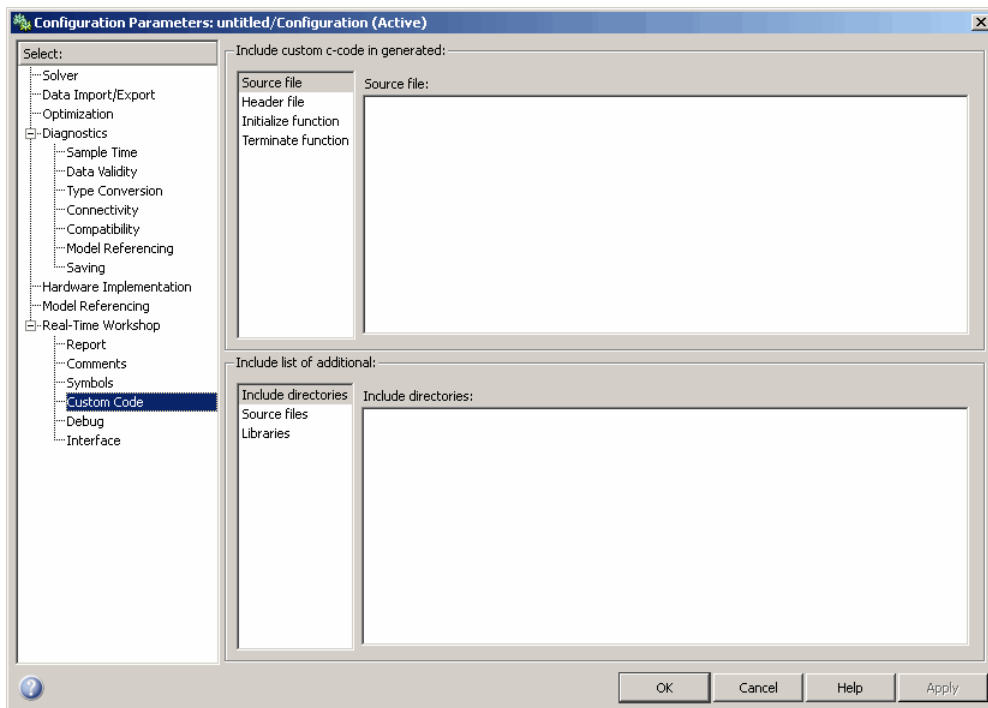 Configuration Parameters: untitled/Configuration (Active)
Select:
Solver
Data Import/Export
Optimization
Diagnostics
Sample Time
Data Validity
Type Conversion
Connectivity
Compatibility
Model Referencing
Saving
Hardware Implementation
Model Referencing
Real-Time Workshop
Report
Comments
Symbols
Custom Code
Debug
Interface
Include custom c-code in generated:
Source file
Header file
Initialize function
Terminate function
Source file:
Include list of additional:
Include directories
Source files
Libraries
Include directories:
OK
Cancel
Help
Apply